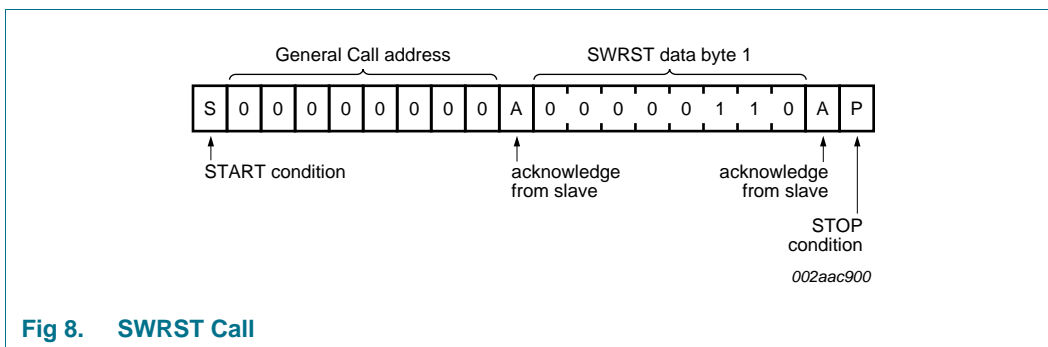 General Call address SWRST data byte 1
S 0 0 0 0 0 0 0 0 A 0 0 0 0 0 1 1 0 A P
START condition
acknowledge
from slave
acknowledge
from slave
STOP
condition
002aac900
Fig 8. SWRST Call